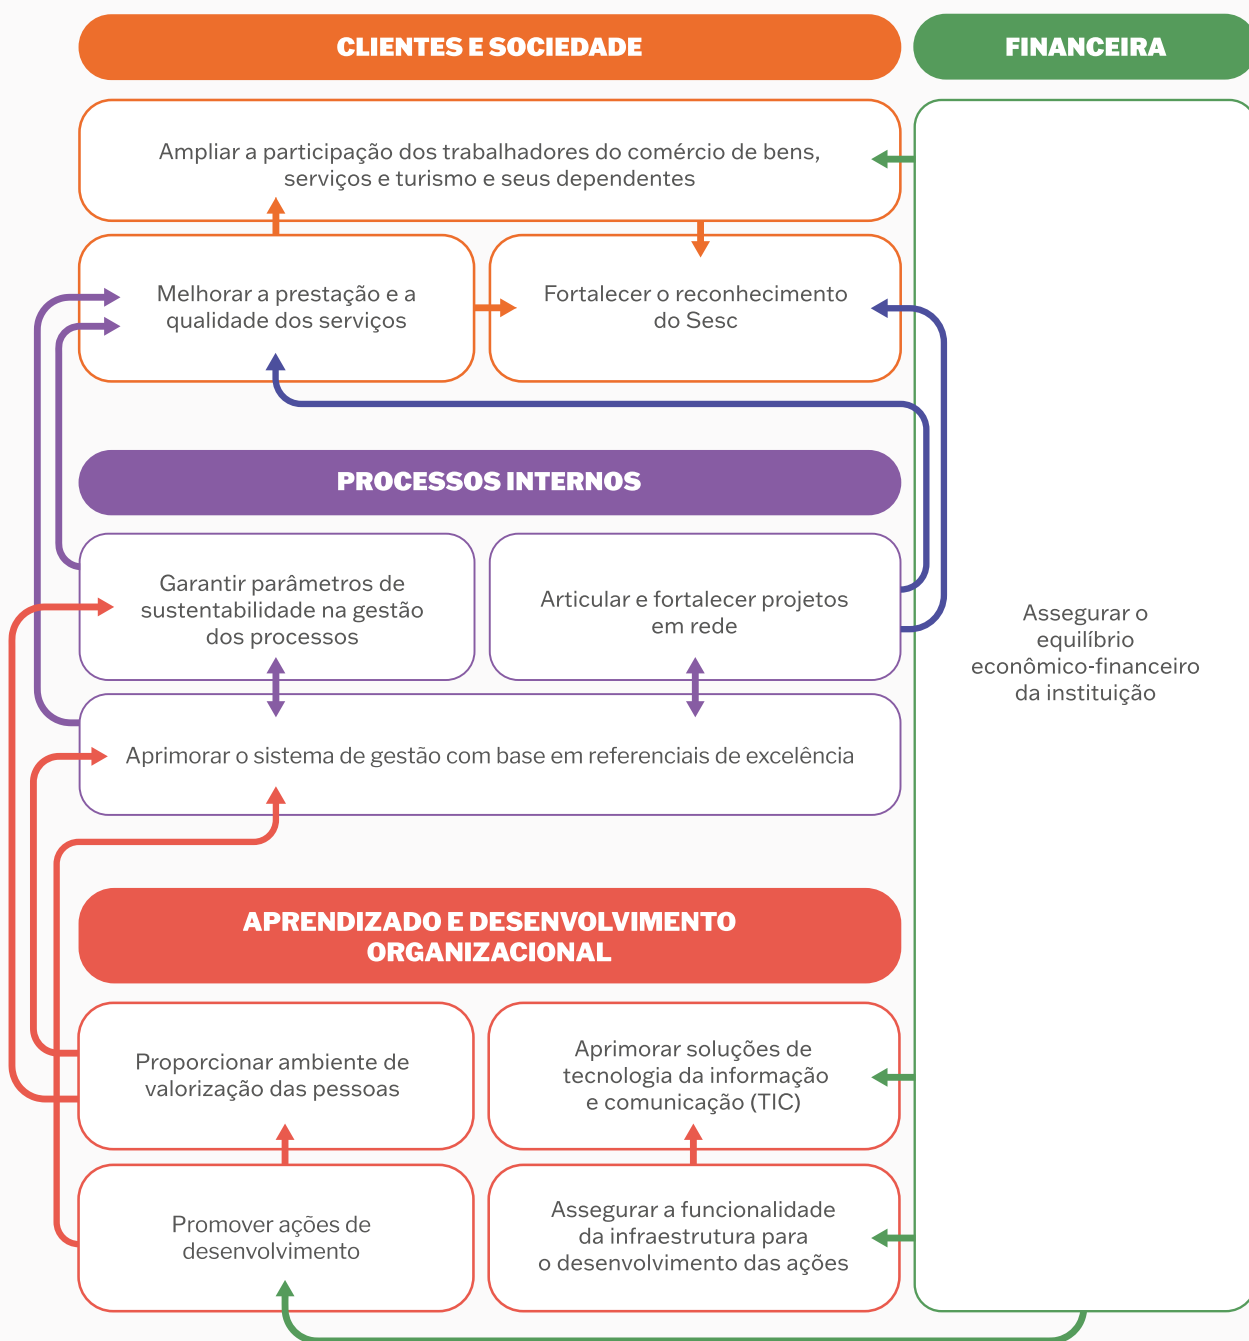 CLIENTES E SOCIEDADE
FINANCEIRA
Ampliar a participação dos trabalhadores do comércio de bens,
serviços e turismo e seus dependentes
Melhorar a prestação e a
qualidade dos serviços
Fortalecer o reconhecimento
do Sesc
PROCESSOS INTERNOS
Garantir parâmetros de
sustentabilidade na gestão
dos processos
Articular e fortalecer projetos
em rede
Assegurar o
equilíbrio
econômico-financeiro
da instituição
Aprimorar o sistema de gestão com base em referenciais de excelência
APRENDIZADO E DESENVOLVIMENTO
ORGANIZACIONAL
Proporcionar ambiente de
valorização das pessoas
Aprimorar soluções de
tecnologia da informação
e comunicação (TIC)
Promover ações de
desenvolvimento
Assegurar a funcionalidade
da infraestrutura para
o desenvolvimento das ações